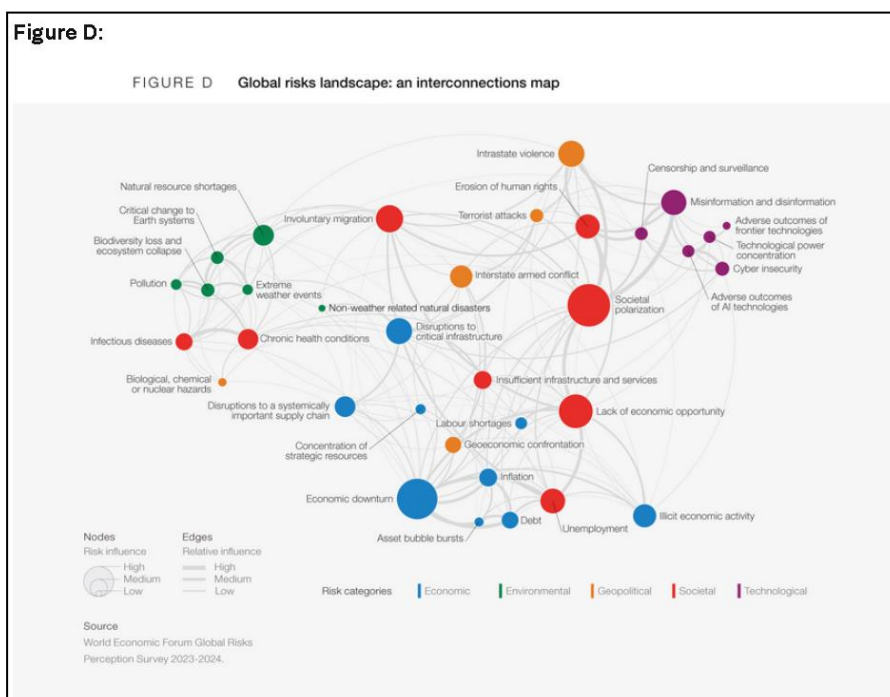 Figure D:
FIGURE D Global risks landscape: an interconnections map
Intrastate violence
Censorship and surveillance
Natural resource shortages
Erosion of human rights
Misinformation and disinformation
Critical change to
Earth systems
Involuntary migration
Terrorist attacks
Adverse outcomes of
frontier technologies
Biodiversity loss and
ecosystem collapse
Technological power
concentration
Cyber insecurity
Pollution
Extreme
weather events
Interstate armed conflict
Societal
polarization
Adverse outcomes
of AI technologies
Non-weather related natural disasters
Infectious diseases
Chronic health conditions
Disruptions to
critical infrastructure
Biological, chemical
or nuclear hazards
Insufficient infrastructure and services
Disruptions to a systemically
important supply chain
Lack of economic opportunity
Labour shortages
Concentration of
strategic resources
Geoeconomic confrontation
Inflation
Economic downturn
Illicit economic activity
Debt
Unemployment
Asset bubble bursts
Nodes
Risk influence
High
Medium
Low
Edges
Relative influence
High
Medium
Low
Risk categories Economic Environmental Geopolitical Societal Technological
Source
World Economic Forum Global Risks
Perception Survey 2023-2024.